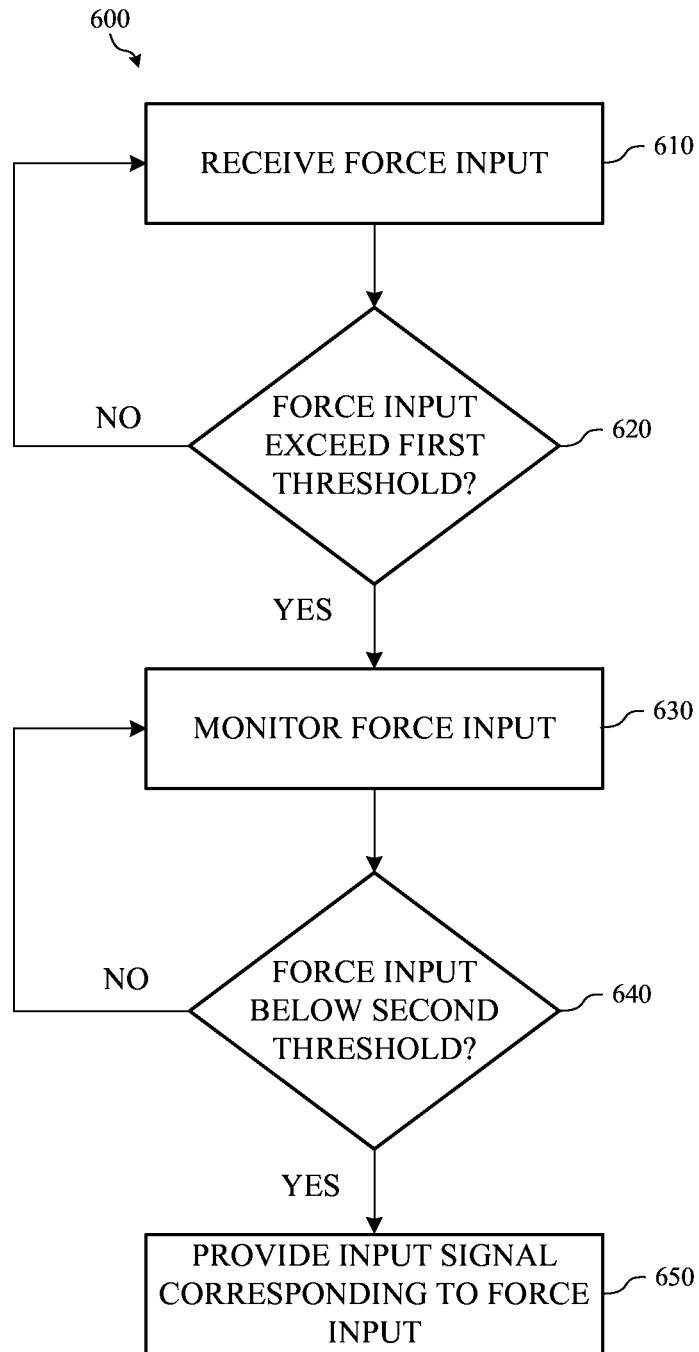 600
RECEIVE FORCE INPUT
610
FORCE INPUT
EXCEED FIRST
THRESHOLD?
620
NO
YES
MONITOR FORCE INPUT
630
FORCE INPUT
BELOW SECOND
THRESHOLD?
640
NO
YES
PROVIDE INPUT SIGNAL
CORRESPONDING TO FORCE
INPUT
650